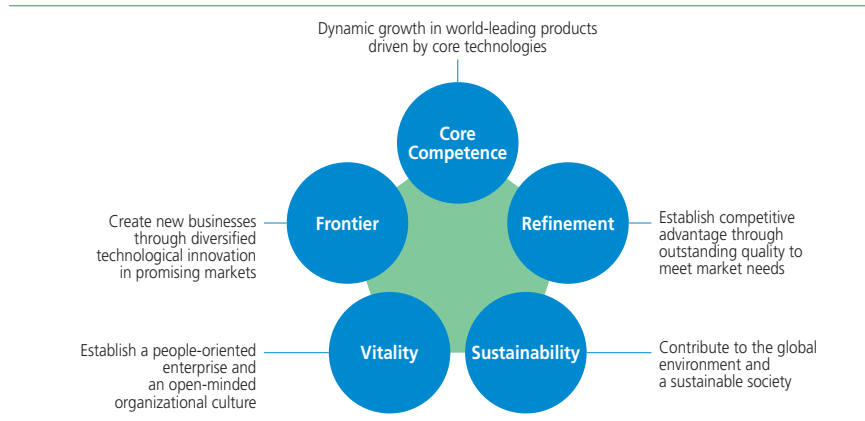 Dynamic growth in world-leading products
driven by core technologies
Core
Competence
Frontier
Create new businesses
through diversified
technological innovation
in promising markets
Refinement
Establish competitive
advantage through
outstanding quality to
meet market needs
Vitality
Establish a people-oriented
enterprise and
an open-minded
organizational culture
Sustainability
Contribute to the global
environment and
a sustainable society